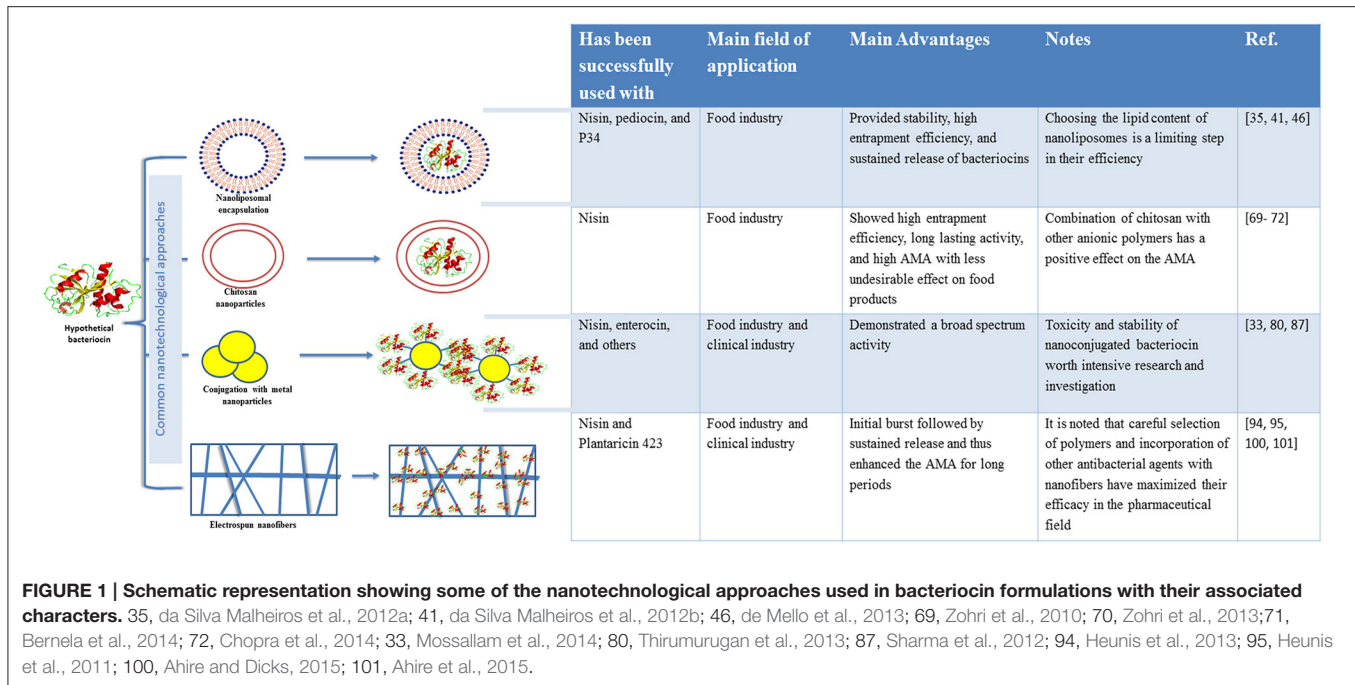 Has been
successfully
used with
Main field of
application
Main Advantages
Notes
Ref.
Common nanotechnological approaches
Hypothetical
bacteriocin
Nanoliposomal
encapsulation
Nisin, pediocin, and
P34
Food industry
Provided stability, high
entrapment efficiency, and
sustained release of bacteriocins
Choosing the lipid content of
nanoliposomes is a limiting step
in their efficiency
[35, 41, 46]
Chitosan
nanoparticles
Nisin
Food industry
Showed high entrapment
efficiency, long lasting activity,
and high AMA with less
undesirable effect on food
products
Combination of chitosan with
other anionic polymers has a
positive effect on the AMA
[69- 72]
Conjugation with metal
nanoparticles
Nisin, enterocin,
and others
Food industry and
clinical industry
Demonstrated a broad spectrum
activity
Toxicity and stability of
nanoconjugated bacteriocin
worth intensive research and
investigation
[33, 80, 87]
Electrospun nanofibers
Nisin and
Plantaricin 423
Food industry and
clinical industry
Initial burst followed by
sustained release and thus
enhanced the AMA for long
periods
It is noted that careful selection
of polymers and incorporation of
other antibacterial agents with
nanofibers have maximized their
efficacy in the pharmaceutical
field
[94, 95,
100, 101]
FIGURE 1 | Schematic representation showing some of the nanotechnological approaches used in bacteriocin formulations with their associated
characters. 35, da Silva Malheiros et al., 2012a; 41, da Silva Malheiros et al., 2012b; 46, de Mello et al., 2013; 69, Zohri et al., 2010; 70, Zohri et al., 2013;71,
Bernela et al., 2014; 72, Chopra et al., 2014; 33, Mossallam et al., 2014; 80, Thirumurugan et al., 2013; 87, Sharma et al., 2012; 94, Heunis et al., 2013; 95, Heunis
et al., 2011; 100, Ahire and Dicks, 2015; 101, Ahire et al., 2015.